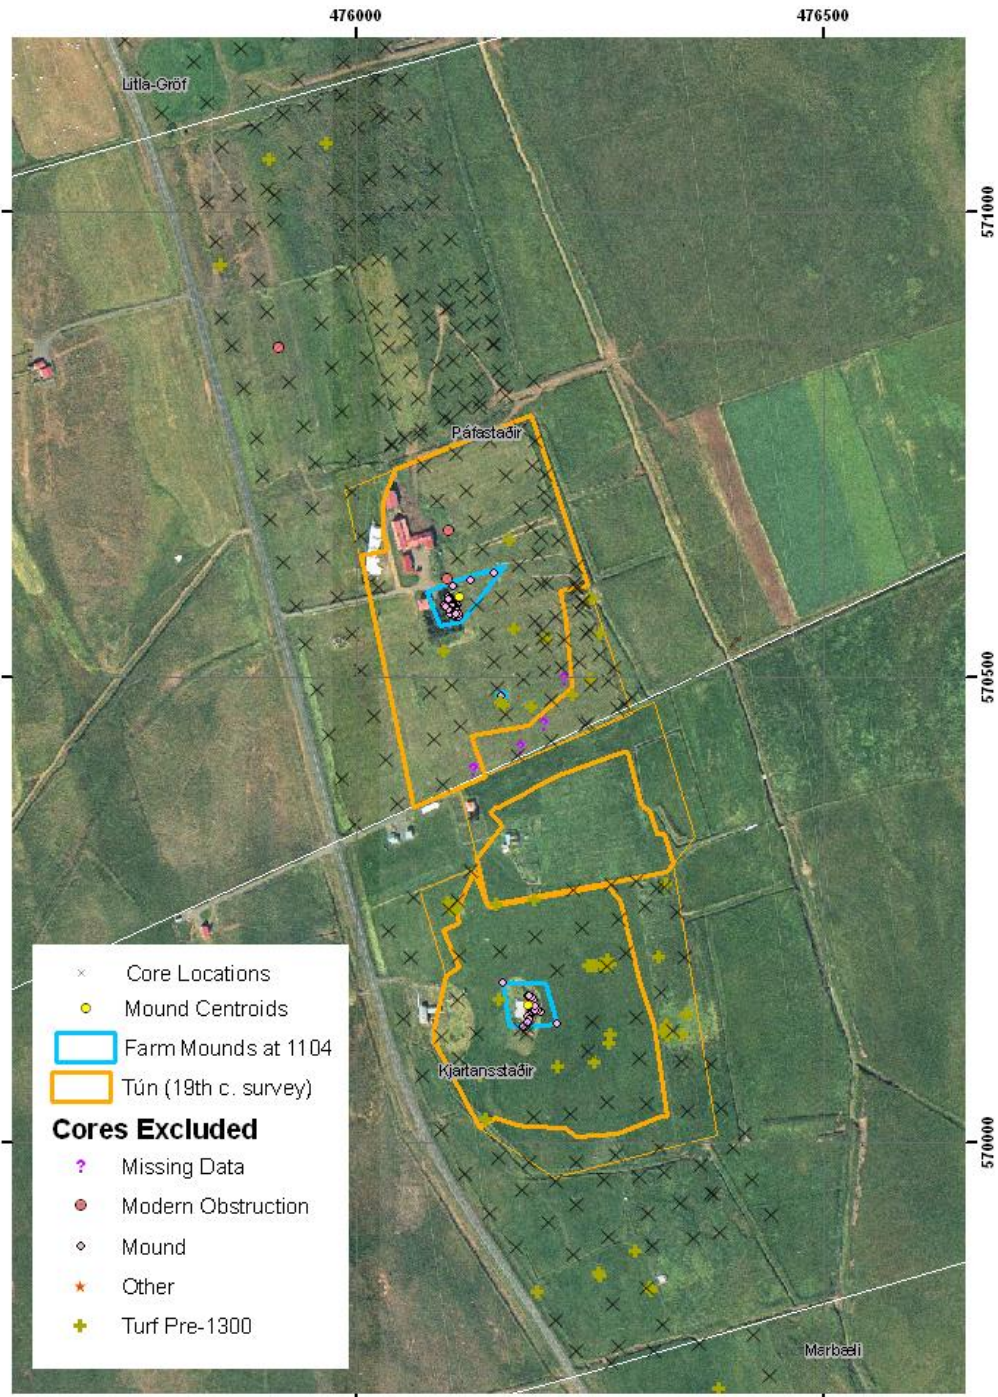 476000
476500
Litla-Gröf
571000
Páfastaðir
570500
Core Locations
Mound Centroids
Farm Mounds at 1104
Tún (19th c. survey)
Cores Excluded
Missing Data
Modern Obstruction
Mound
Other
Turf Pre-1300
Kjartansstaðir
570000
Marbæli